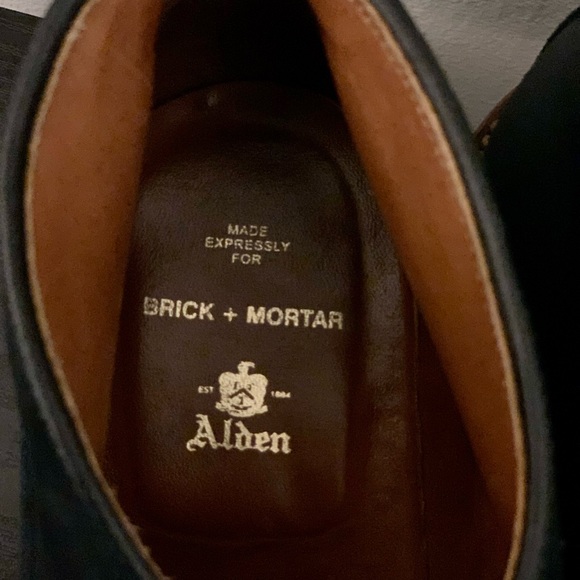 MADE
EXPRESSLY
FOR
BRICK + MORTAR
EST 1884
Alden